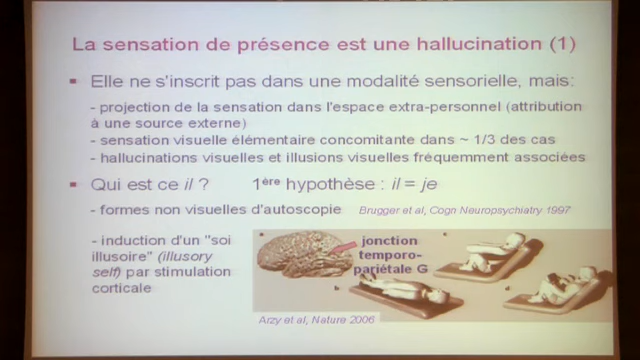 La sensation de présence est une hallucination (1)
Elle ne s'inscrit pas dans une modalité sensorielle, mais:
- projection de la sensation dans l'espace extra-personnel (attribution
à une source externe)
- sensation visuelle élémentaire concomitante dans ~ 1/3 des cas
- hallucinations visuelles et illusions visuelles fréquemment associées
Qui est ce il ? 1ère hypothèse : il = je
- formes non visuelles d'autoscopie Brugger et al, Cogn Neuropsychiatry 1997
- induction d'un "soi
illusoire" (illusory
self) par stimulation
corticale
jonction
temporo-
pariétale G
b
d
Arzy et al, Nature 2006